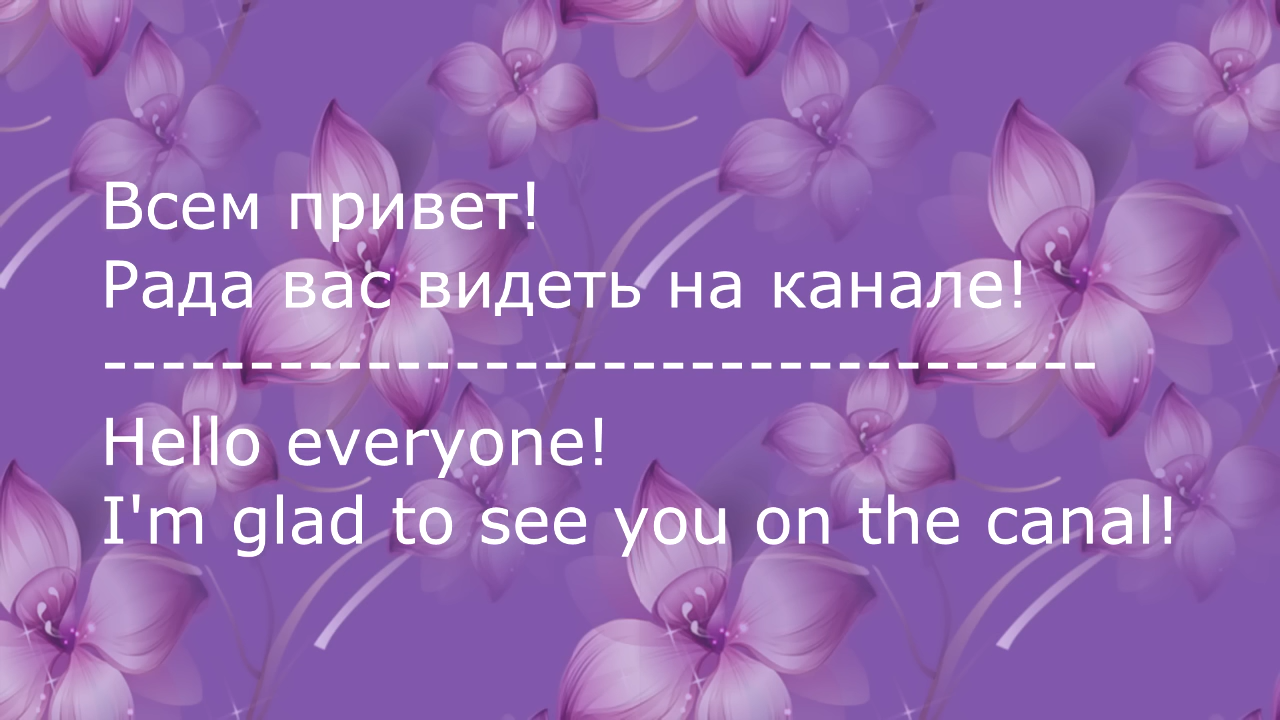 Всем привет!
Рада вас видеть на канале!
----------------------------------
Hello everyone!
I'm glad to see you on the canal!